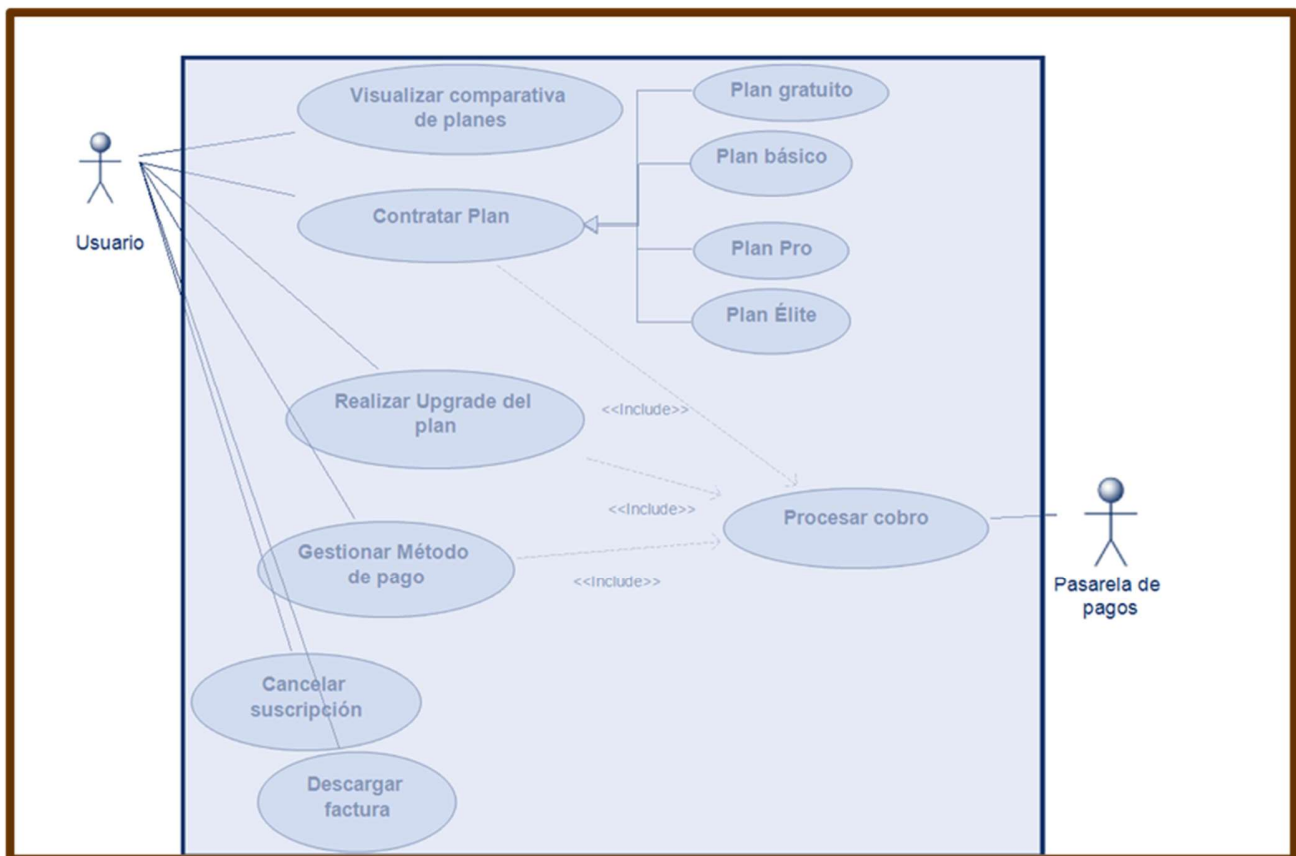 Visualizar comparativa
de planes
Plan gratuito
Plan básico
Contratar Plan
Usuario
Plan Pro
Plan Élite
Realizar Upgrade del
plan
<<Include>>
<<Include>>
Procesar cobro
Gestionar Método
de pago
<<Include>>
Pasarela de
pagos
Cancelar
suscripción
Descargar
factura